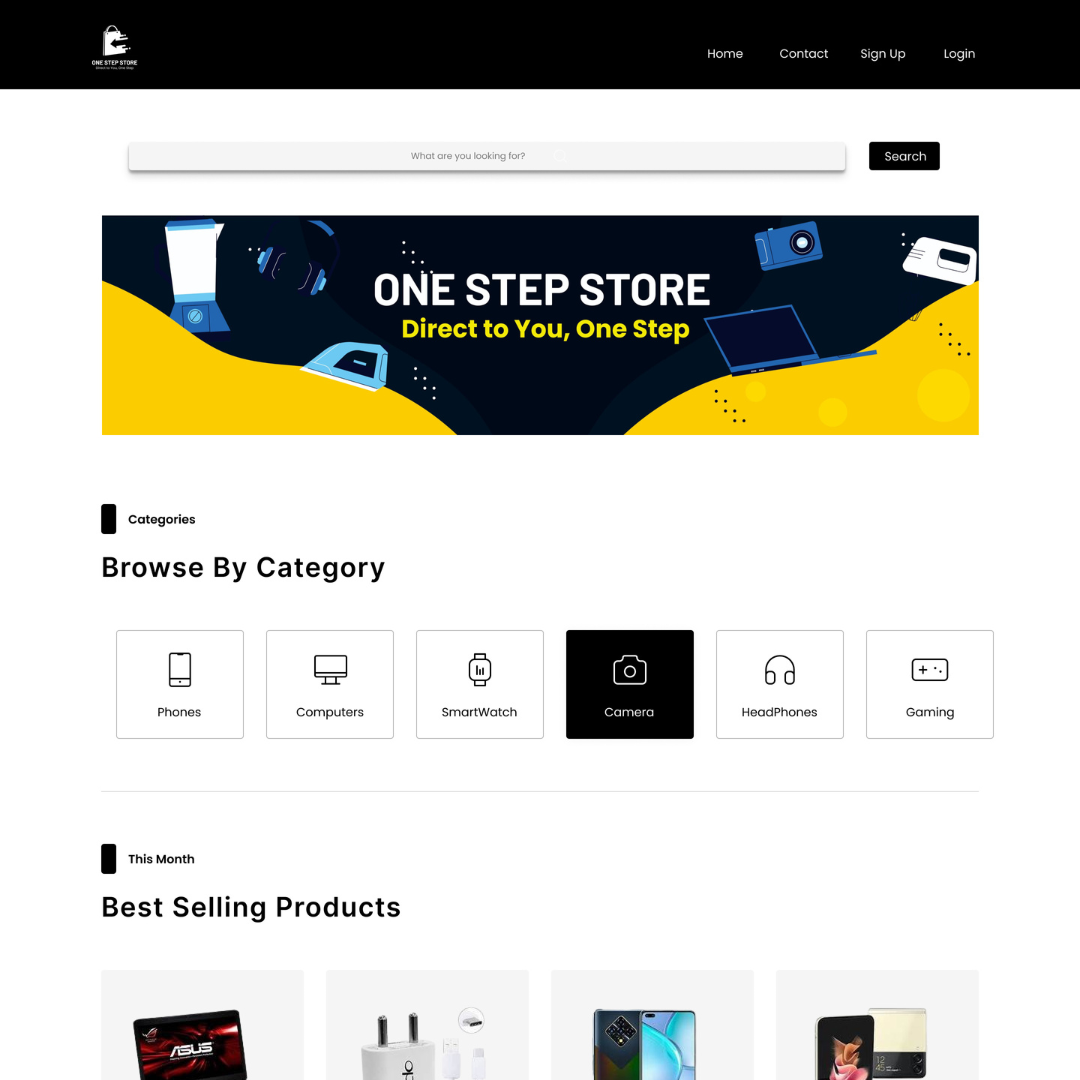 ONE STEP STORE
Direct to You, One Step
Home
Contact
Sign Up
Login
What are you looking for?
Search
ONE STEP STORE
Direct to You, One Step
Categories
Browse By Category
Phones
Computers
SmartWatch
Camera
HeadPhones
Gaming
This Month
Best Selling Products
ASUS
12
45